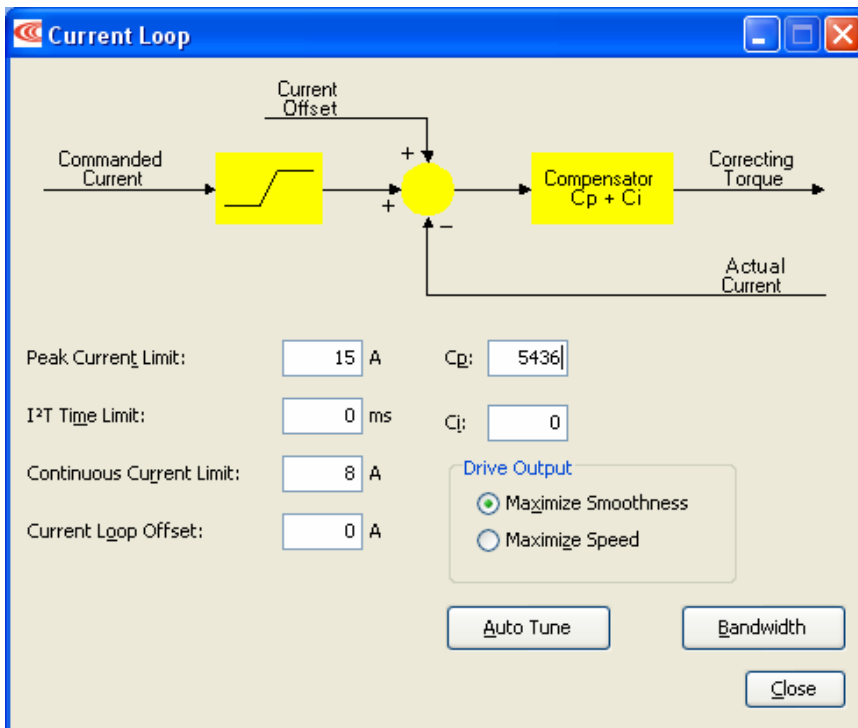 Current Loop
Current
Offset
Commanded
Current
+
+
−
Compensator
Cp + Ci
Correcting
Torque
Actual
Current
Peak Current Limit: 15 A
Cp: 5436
I²T Time Limit: 0 ms
Ci: 0
Continuous Current Limit: 8 A
Drive Output
Maximize Smoothness
Current Loop Offset: 0 A
Maximize Speed
Auto Tune
Bandwidth
Close